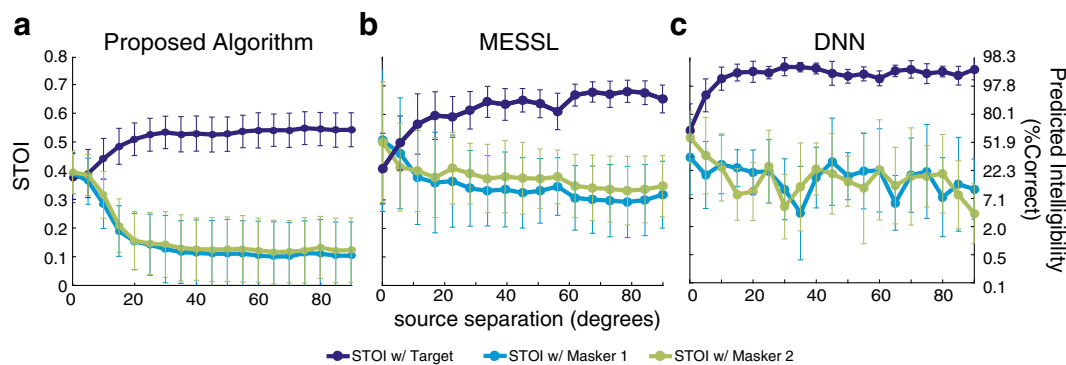 a
Proposed Algorithm
b
MESSL
c
DNN
STOI
0.8
0.7
0.6
0.5
0.4
0.3
0.2
0.1
0
0 20 40 60 80
0 20 40 60 80
0 20 40 60 80
98.3
97.8
80.1
51.9
22.3
7.1
2.0
0.5
0.1
Predicted Intelligibility
(%Correct)
source separation (degrees)
STOI w/ Target
STOI w/ Masker 1
STOI w/ Masker 2